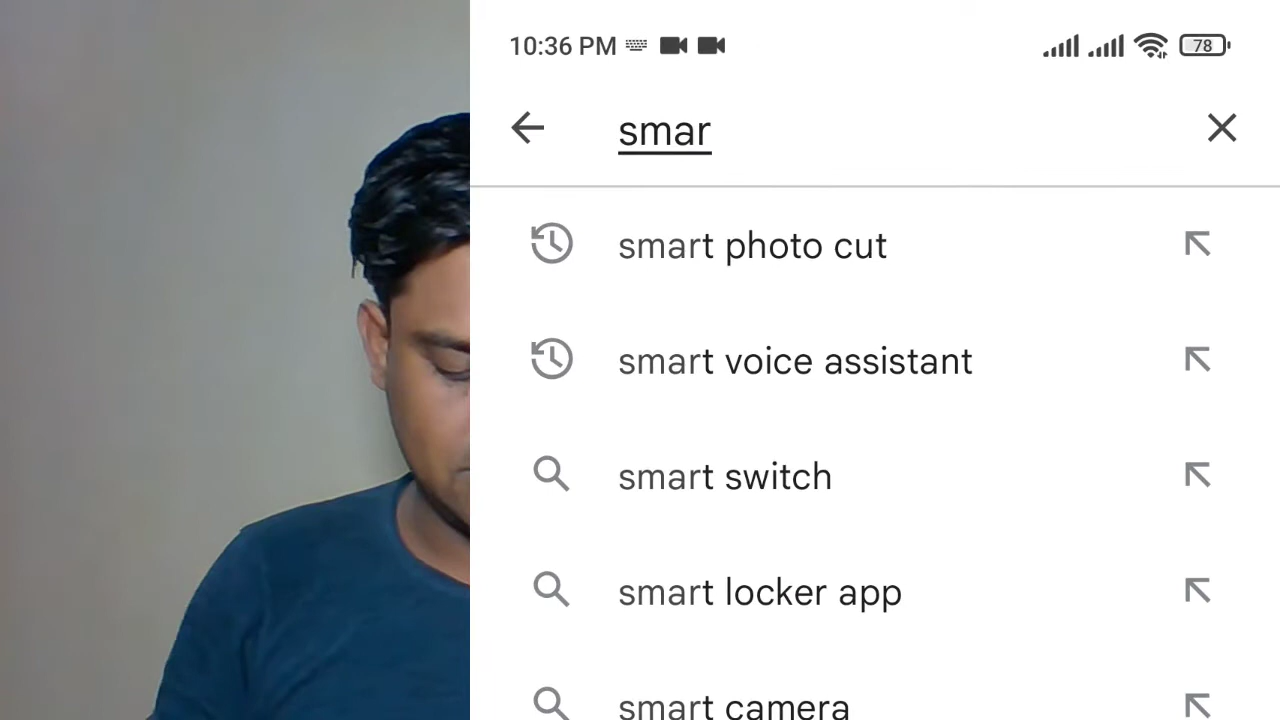 10:36 PM 78
smar
smart photo cut
smart voice assistant
smart switch
smart locker app
smart camera